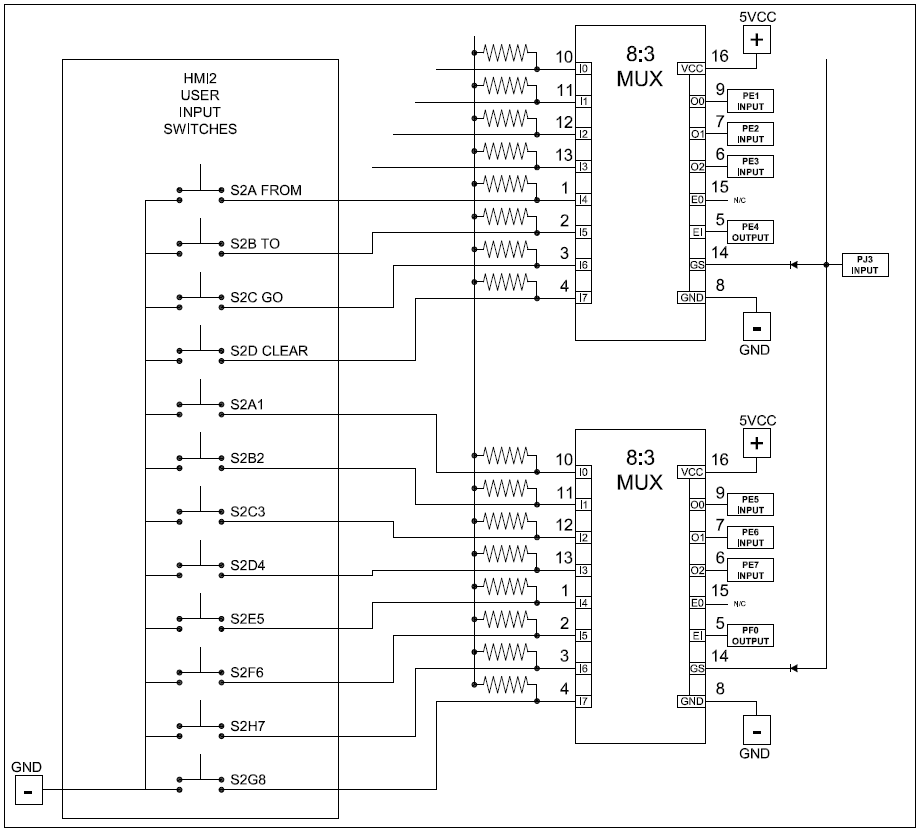 HMI2
USER
INPUT
SWITCHES
S2A FROM
S2B TO
S2C GO
S2D CLEAR
S2A1
S2B2
S2C3
S2D4
S2E5
S2F6
S2H7
S2G8
GND
-
8:3
MUX
10
I0
11
I1
12
I2
13
I3
1
I4
2
I5
3
I6
4
I7
5VCC
+
16
VCC
9
O0
PE1
INPUT
7
O1
PE2
INPUT
6
O2
PE3
INPUT
15
E0
N/C
5
EI
PE4
OUTPUT
14
GS
PJ3
INPUT
8
GND
-
GND
8:3
MUX
10
I0
11
I1
12
I2
13
I3
1
I4
2
I5
3
I6
4
I7
5VCC
+
16
VCC
9
O0
PE5
INPUT
7
O1
PE6
INPUT
6
O2
PE7
INPUT
15
E0
N/C
5
EI
PF0
OUTPUT
14
GS
8
GND
-
GND